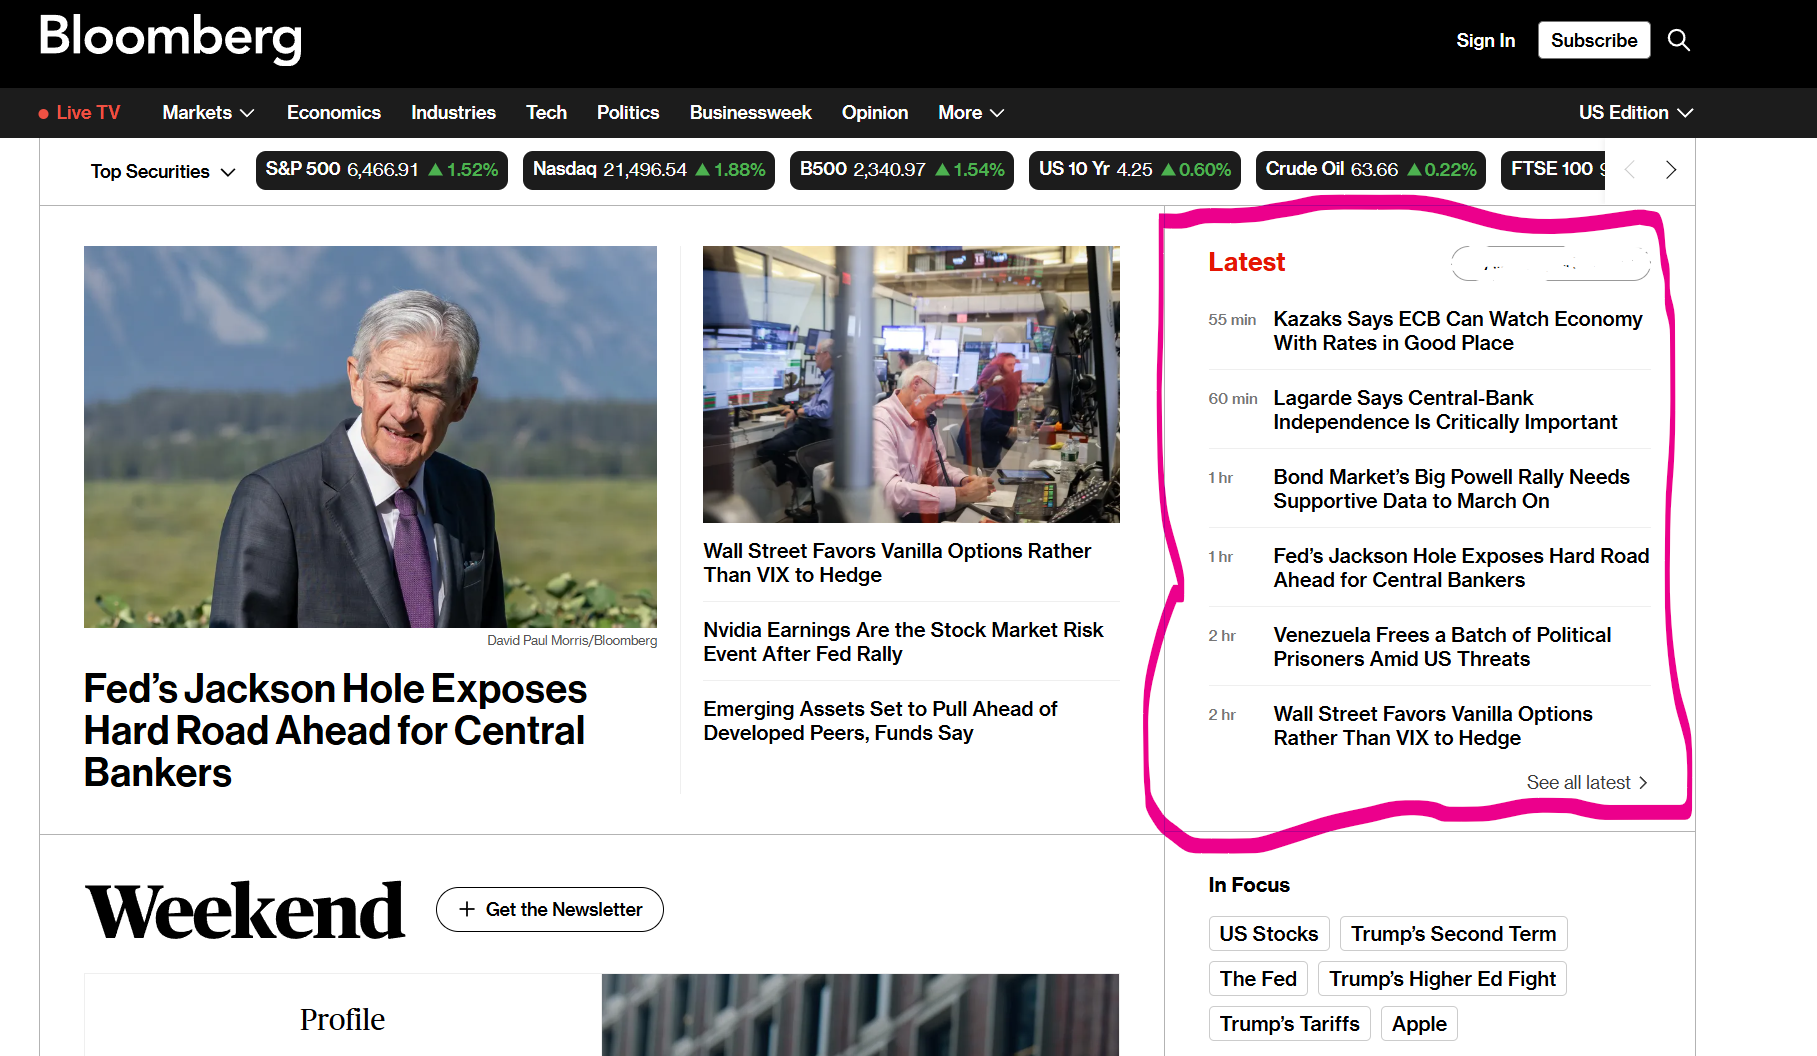 Bloomberg
Sign In
Subscribe
Live TV
Markets
Economics
Industries
Tech
Politics
Businessweek
Opinion
More
US Edition
Top Securities
S&P 500 6,466.91 ▲1.52%
Nasdaq 21,496.54 ▲1.88%
B500 2,340.97 ▲1.54%
US 10 Yr 4.25 ▲0.60%
Crude Oil 63.66 ▲0.22%
FTSE 100
David Paul Morris/Bloomberg
Fed’s Jackson Hole Exposes
Hard Road Ahead for Central
Bankers
Wall Street Favors Vanilla Options Rather
Than VIX to Hedge
Nvidia Earnings Are the Stock Market Risk
Event After Fed Rally
Emerging Assets Set to Pull Ahead of
Developed Peers, Funds Say
Latest
55 min Kazaks Says ECB Can Watch Economy
With Rates in Good Place
60 min Lagarde Says Central-Bank
Independence Is Critically Important
1 hr Bond Market’s Big Powell Rally Needs
Supportive Data to March On
1 hr Fed’s Jackson Hole Exposes Hard Road
Ahead for Central Bankers
2 hr Venezuela Frees a Batch of Political
Prisoners Amid US Threats
2 hr Wall Street Favors Vanilla Options
Rather Than VIX to Hedge
See all latest
Weekend
+ Get the Newsletter
Profile
In Focus
US Stocks
Trump’s Second Term
The Fed
Trump’s Higher Ed Fight
Trump’s Tariffs
Apple